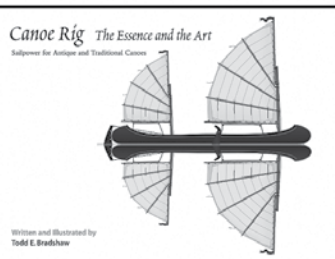 Canoe Rig The Essence and the Art
Sailpower for Antique and Traditional Canoes
Written and Illustrated by
Todd E. Bradshaw